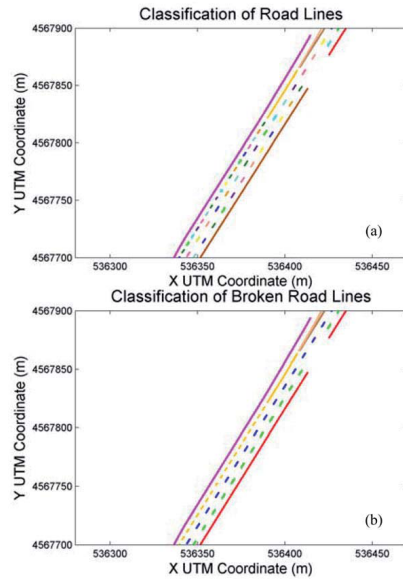 Classification of Road Lines
4567900
4567850
4567800
4567750
4567700
Y UTM Coordinate (m)
(a)
536300
536350
536400
536450
X UTM Coordinate (m)
Classification of Broken Road Lines
4567900
4567850
4567800
4567750
4567700
Y UTM Coordinate (m)
(b)
536300
536350
536400
536450
X UTM Coordinate (m)